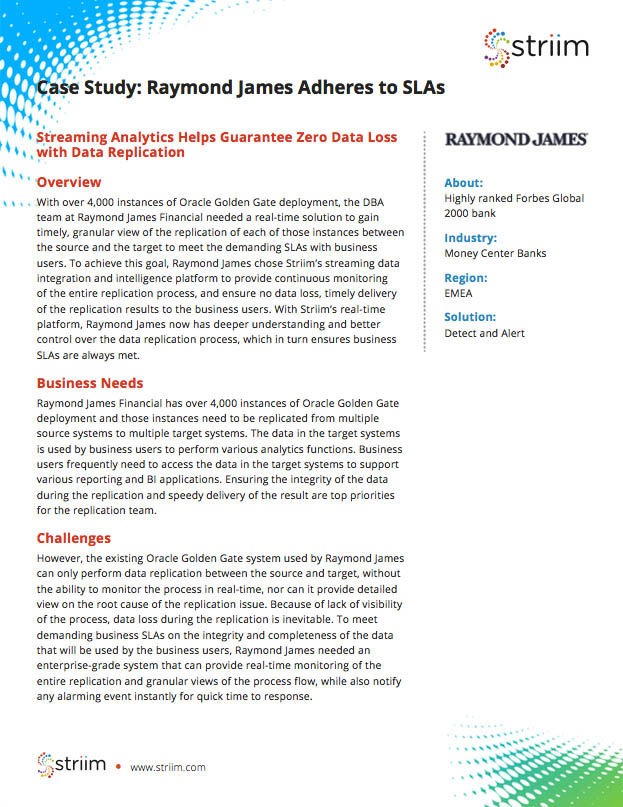 striim
Case Study: Raymond James Adheres to SLAs
Streaming Analytics Helps Guarantee Zero Data Loss
with Data Replication
Overview
With over 4,000 instances of Oracle Golden Gate deployment, the DBA
team at Raymond James Financial needed a real-time solution to gain
timely, granular view of the replication of each of those instances between
the source and the target to meet the demanding SLAs with business
users. To achieve this goal, Raymond James chose Striim's streaming data
integration and intelligence platform to provide continuous monitoring
of the entire replication process, and ensure no data loss, timely delivery
of the replication results to the business users. With Striim's real-time
platform, Raymond James now has deeper understanding and better
control over the data replication process, which in turn ensures business
SLAs are always met.
Business Needs
Raymond James Financial has over 4,000 instances of Oracle Golden Gate
deployment and those instances need to be replicated from multiple
source systems to multiple target systems. The data in the target systems
is used by business users to perform various analytics functions. Business
users frequently need to access the data in the target systems to support
various reporting and BI applications. Ensuring the integrity of the data
during the replication and speedy delivery of the result are top priorities
for the replication team.
Challenges
However, the existing Oracle Golden Gate system used by Raymond James
can only perform data replication between the source and target, without
the ability to monitor the process in real-time, nor can it provide detailed
view on the root cause of the replication issue. Because of lack of visibility
of the process, data loss during the replication is inevitable. To meet
demanding business SLAs on the integrity and completeness of the data
that will be used by the business users, Raymond James needed an
enterprise-grade system that can provide real-time monitoring of the
entire replication and granular views of the process flow, while also notify
any alarming event instantly for quick time to response.
RAYMOND JAMES
About:
Highly ranked Forbes Global
2000 bank
Industry:
Money Center Banks
Region:
EMEA
Solution:
Detect and Alert
striim • www.striim.com